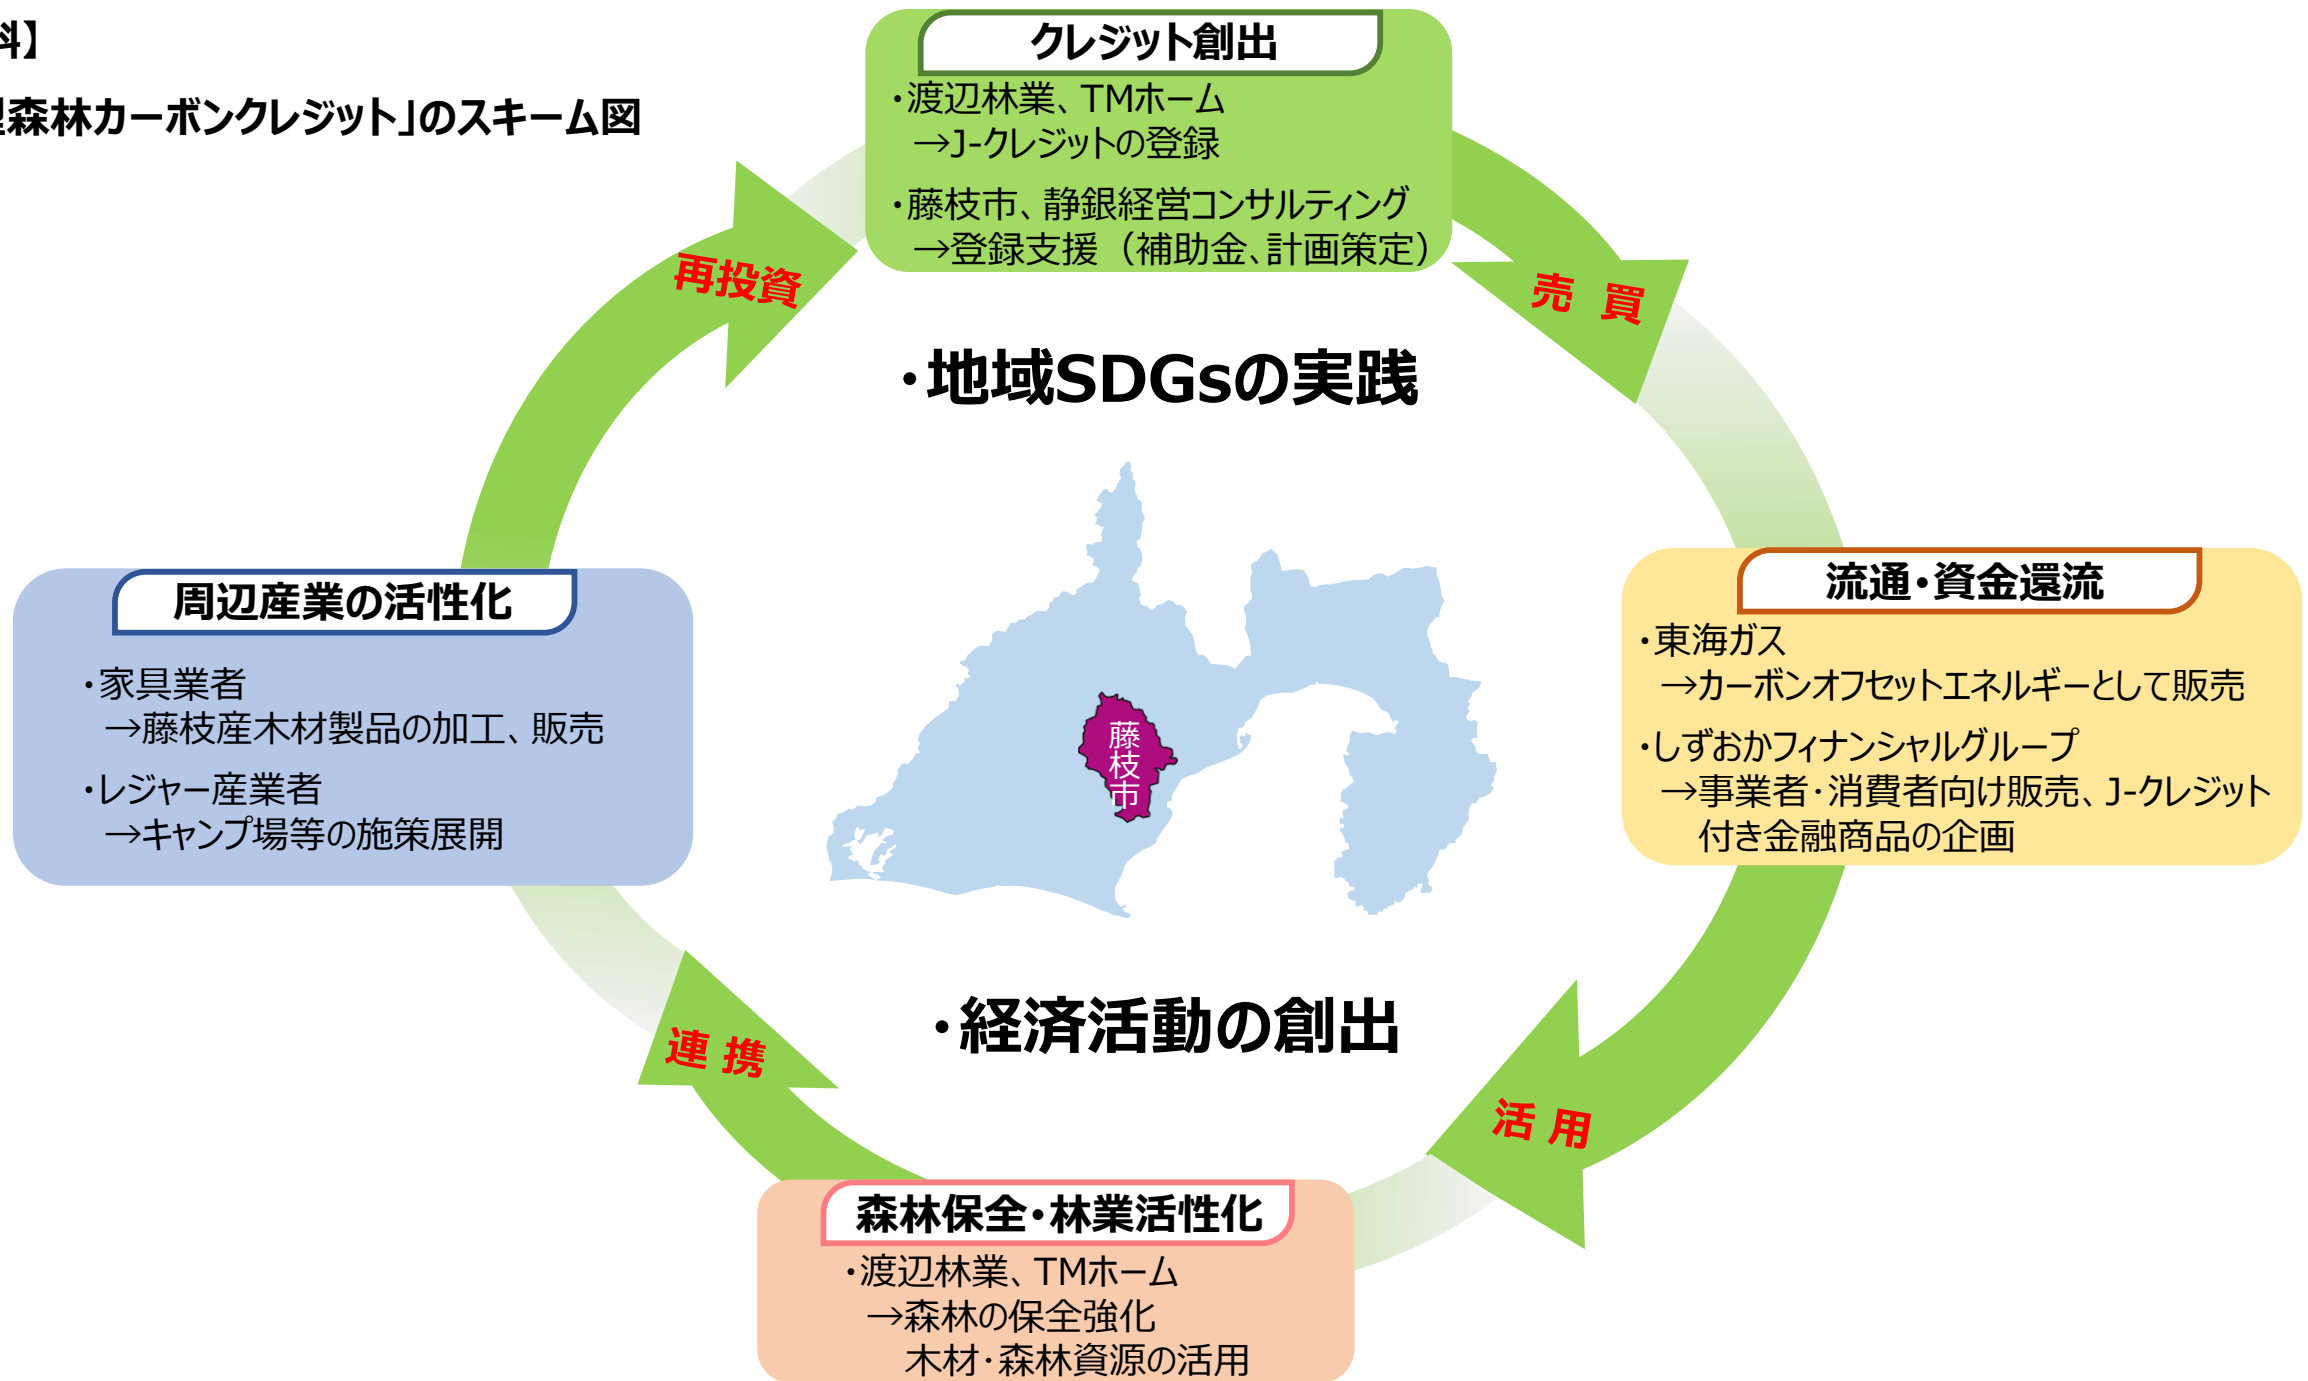 料】
型森林カーボンクレジット」のスキーム図
クレジット創出
・渡辺林業、TMホーム
→J-クレジットの登録
・藤枝市、静銀経営コンサルティング
→登録支援（補助金、計画策定）
再投資
売 買
・地域SDGsの実践
周辺産業の活性化
・家具業者
→藤枝産木材製品の加工、販売
・レジャー産業者
→キャンプ場等の施策展開
藤枝市
流通・資金還流
・東海ガス
→カーボンオフセットエネルギーとして販売
・しずおかフィナンシャルグループ
→事業者・消費者向け販売、J-クレジット
付き金融商品の企画
・経済活動の創出
連 携
活 用
森林保全・林業活性化
・渡辺林業、TMホーム
→森林の保全強化
木材・森林資源の活用